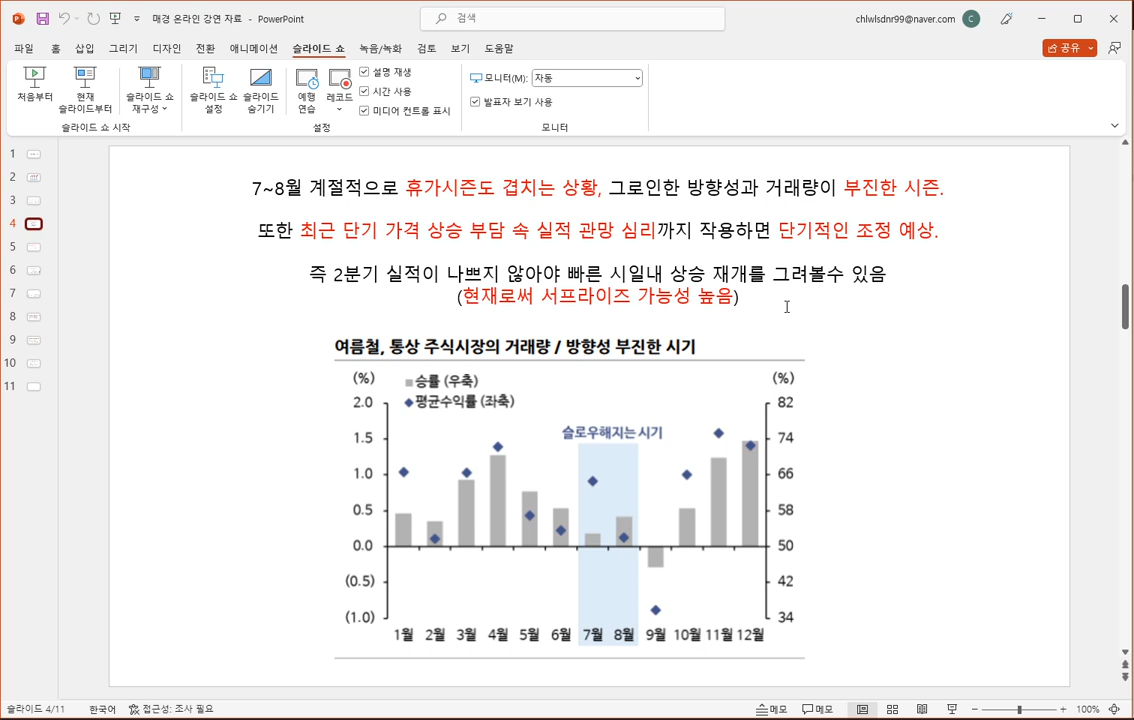 매경 온라인 강연 자료 - PowerPoint
검색
chlwlsdnr99@naver.com
C
파일 홈 삽입 그리기 디자인 전환 애니메이션 슬라이드 쇼 녹음/녹화 검토 보기 도움말
공유
처음부터
현재 슬라이드부터
슬라이드 쇼 재구성
슬라이드 쇼 설정
슬라이드 숨기기
예행 연습
레코드
설명 재생
시간 사용
미디어 컨트롤 표시
모니터(M): 자동
발표자 보기 사용
슬라이드 쇼 시작
설정
모니터
1
2
3
4
5
6
7
8
9
10
11
7~8월 계절적으로 휴가시즌도 겹치는 상황, 그로인한 방향성과 거래량이 부진한 시즌.
또한 최근 단기 가격 상승 부담 속 실적 관망 심리까지 작용하면 단기적인 조정 예상.
즉 2분기 실적이 나쁘지 않아야 빠른 시일내 상승 재개를 그려볼수 있음
(현재로써 서프라이즈 가능성 높음)
여름철, 통상 주식시장의 거래량 / 방향성 부진한 시기
(%)
승률 (우축)
(%)
2.0
평균수익률 (좌축)
82
슬로우해지는 시기
1.5
74
1.0
66
0.5
58
0.0
50
(0.5)
42
(1.0)
34
1월 2월 3월 4월 5월 6월 7월 8월 9월 10월 11월 12월
슬라이드 4/11
한국어
접근성: 조사 필요
메모
메모
100%